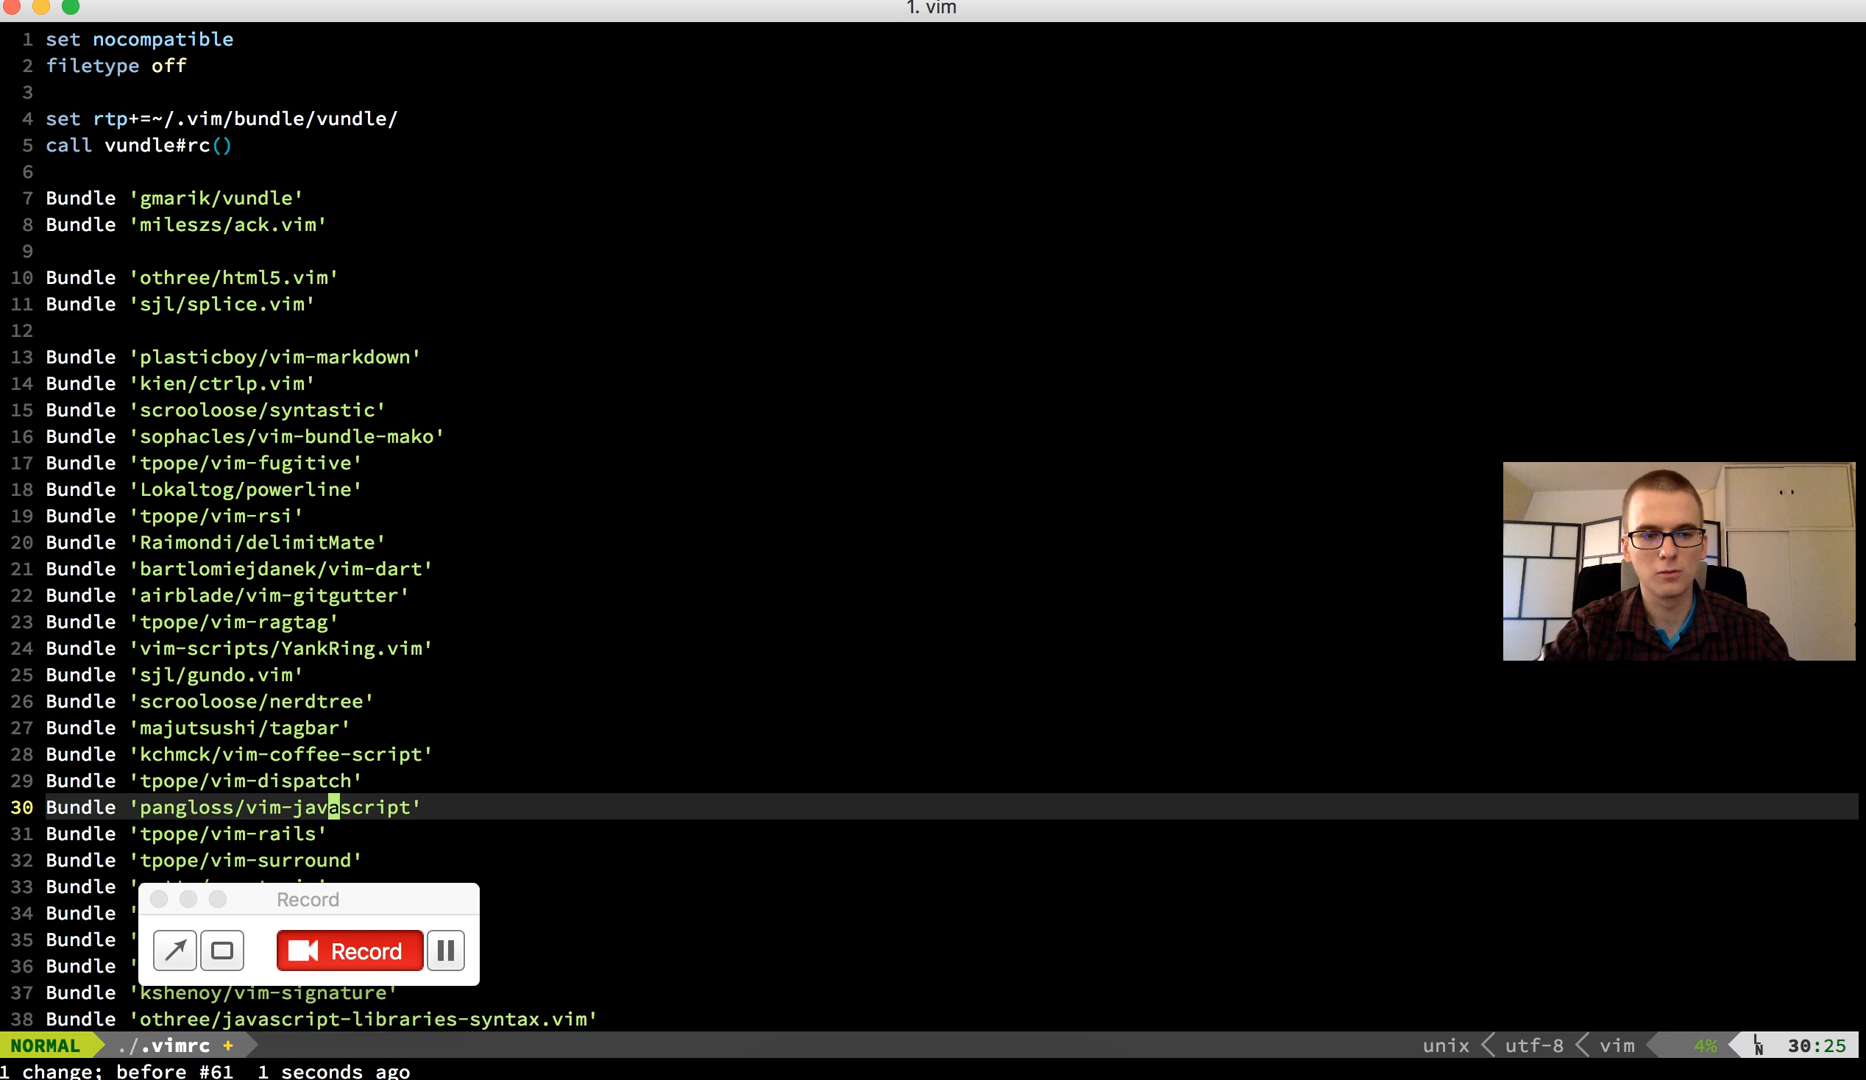 1. vim
1 set nocompatible
2 filetype off
3
4 set rtp+=~/.vim/bundle/vundle/
5 call vundle#rc()
6
7 Bundle 'gmarik/vundle'
8 Bundle 'mileszs/ack.vim'
9
10 Bundle 'othree/html5.vim'
11 Bundle 'sjl/splice.vim'
12
13 Bundle 'plasticboy/vim-markdown'
14 Bundle 'kien/ctrlp.vim'
15 Bundle 'scrooloose/syntastic'
16 Bundle 'sophacles/vim-bundle-mako'
17 Bundle 'tpope/vim-fugitive'
18 Bundle 'Lokaltog/powerline'
19 Bundle 'tpope/vim-rsi'
20 Bundle 'Raimondi/delimitMate'
21 Bundle 'bartlomiejdanek/vim-dart'
22 Bundle 'airblade/vim-gitgutter'
23 Bundle 'tpope/vim-ragtag'
24 Bundle 'vim-scripts/YankRing.vim'
25 Bundle 'sjl/gundo.vim'
26 Bundle 'scrooloose/nerdtree'
27 Bundle 'majutsushi/tagbar'
28 Bundle 'kchmck/vim-coffee-script'
29 Bundle 'tpope/vim-dispatch'
30 Bundle 'pangloss/vim-javascript'
31 Bundle 'tpope/vim-rails'
32 Bundle 'tpope/vim-surround'
33 Bundle '
34 Bundle '
35 Bundle '
36 Bundle '
37 Bundle 'kshenoy/vim-signature'
38 Bundle 'othree/javascript-libraries-syntax.vim'
Record
Record
NORMAL ./.vimrc + unix utf-8 vim 4% LN 30:25
1 change; before #61 1 seconds ago